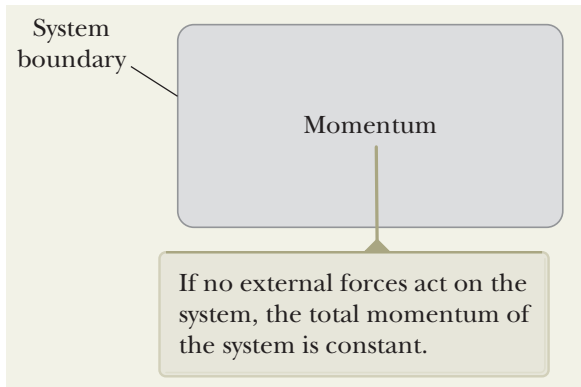 System
boundary
Momentum
If no external forces act on the
system, the total momentum of
the system is constant.